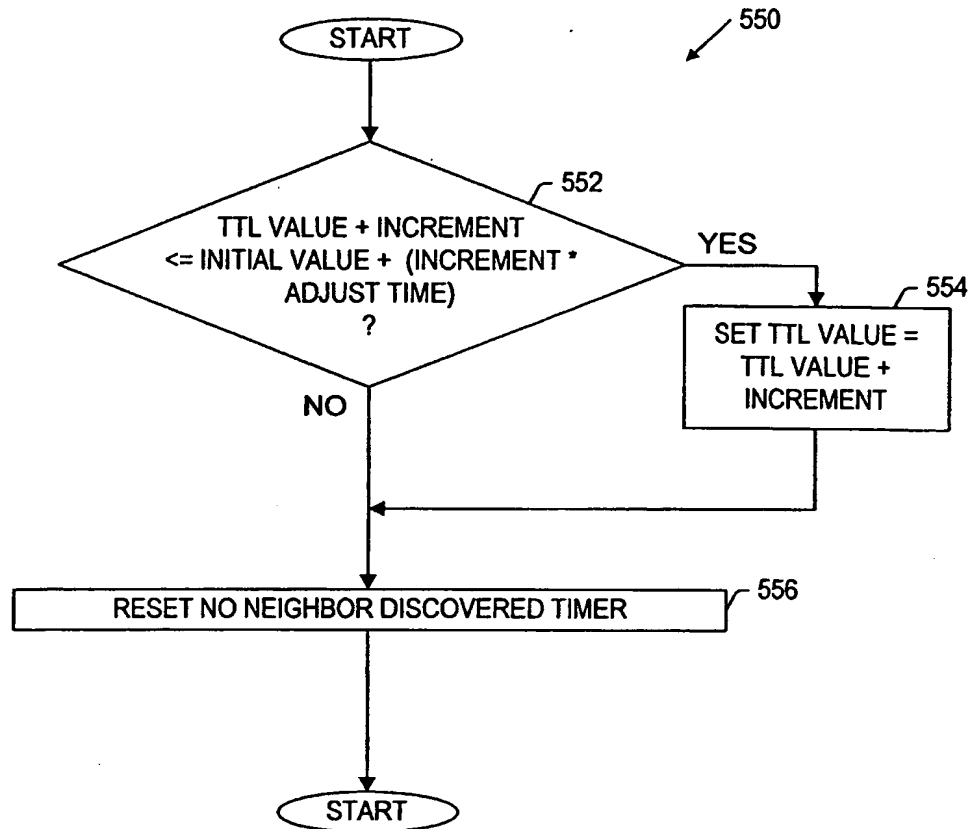 START
550
552
TTL VALUE + INCREMENT
<= INITIAL VALUE + (INCREMENT *
ADJUST TIME)
?
YES
554
SET TTL VALUE =
TTL VALUE +
INCREMENT
NO
RESET NO NEIGHBOR DISCOVERED TIMER
556
START